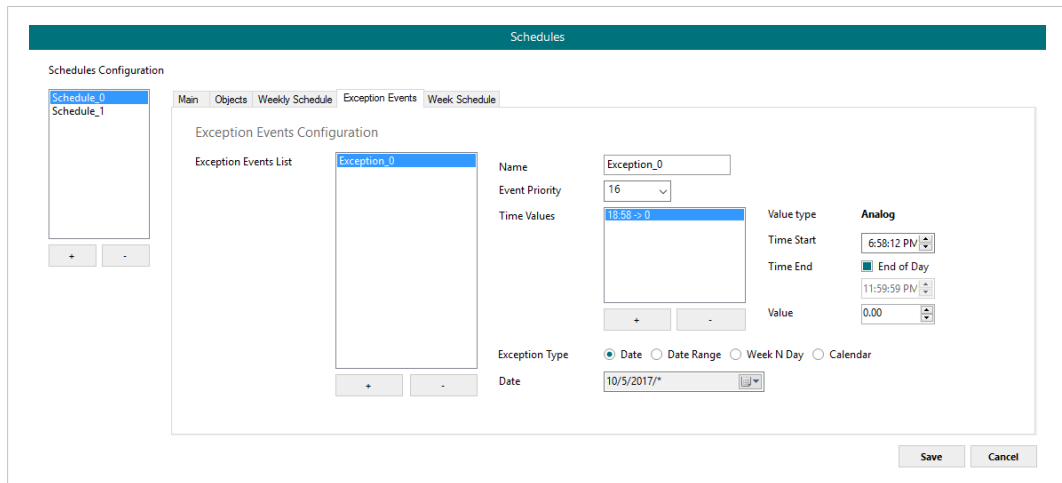 Schedules
Schedules Configuration
Schedule_0
Schedule_1
+ -
Main Objects Weekly Schedule Exception Events Week Schedule
Exception Events Configuration
Exception Events List
Exception_0
+ -
Name Exception_0
Event Priority 16
Time Values 18:58 -> 0
+ -
Value type Analog
Time Start 6:58:12 PM
Time End End of Day
11:59:59 PM
Value 0.00
Exception Type Date Date Range Week N Day Calendar
Date 10/5/2017/*
Save Cancel